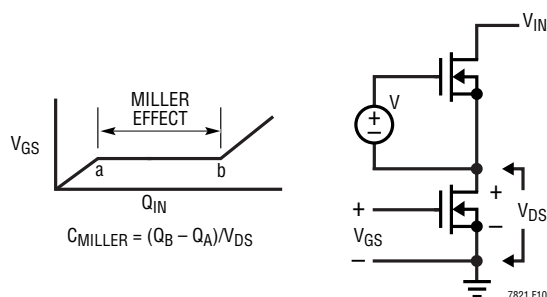 MILLER
EFFECT
V_GS
a
b
Q_IN
C_MILLER = (Q_B – Q_A)/V_DS
V_IN
V
+
–
+
V_GS
–
+
V_DS
–
7821 F10